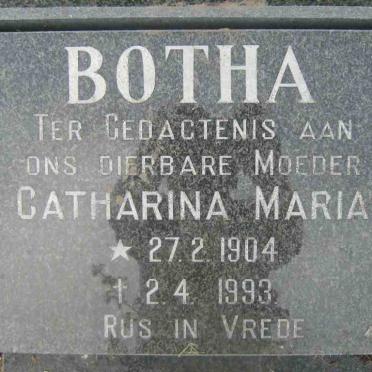 BOTHA
TER GEDACTENIS AAN
ONS DIERBARE MOEDER
CATHARINA MARIA
★ 27.2.1904
† 2.4.1993
RUS IN VREDE